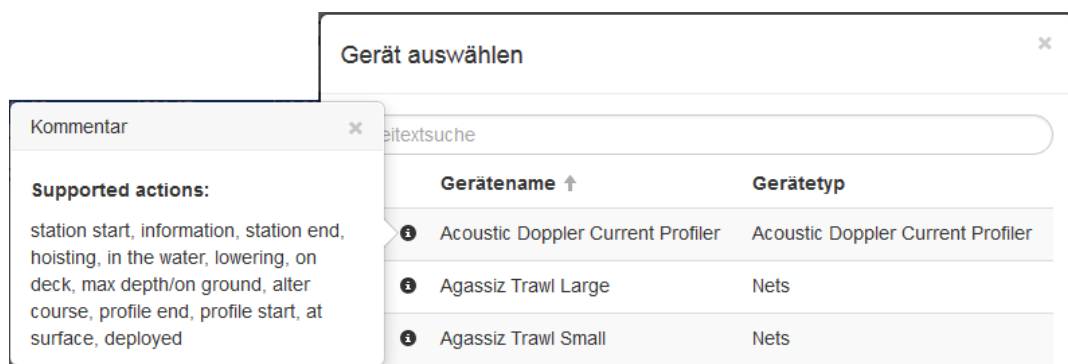 Gerät auswählen
×
Kommentar ×
eitextsuche
Supported actions:
station start, information, station end,
hoisting, in the water, lowering, on
deck, max depth/on ground, alter
course, profile end, profile start, at
surface, deployed
Gerätename Gerätetyp
Acoustic Doppler Current Profiler Acoustic Doppler Current Profiler
Agassiz Trawl Large Nets
Agassiz Trawl Small Nets